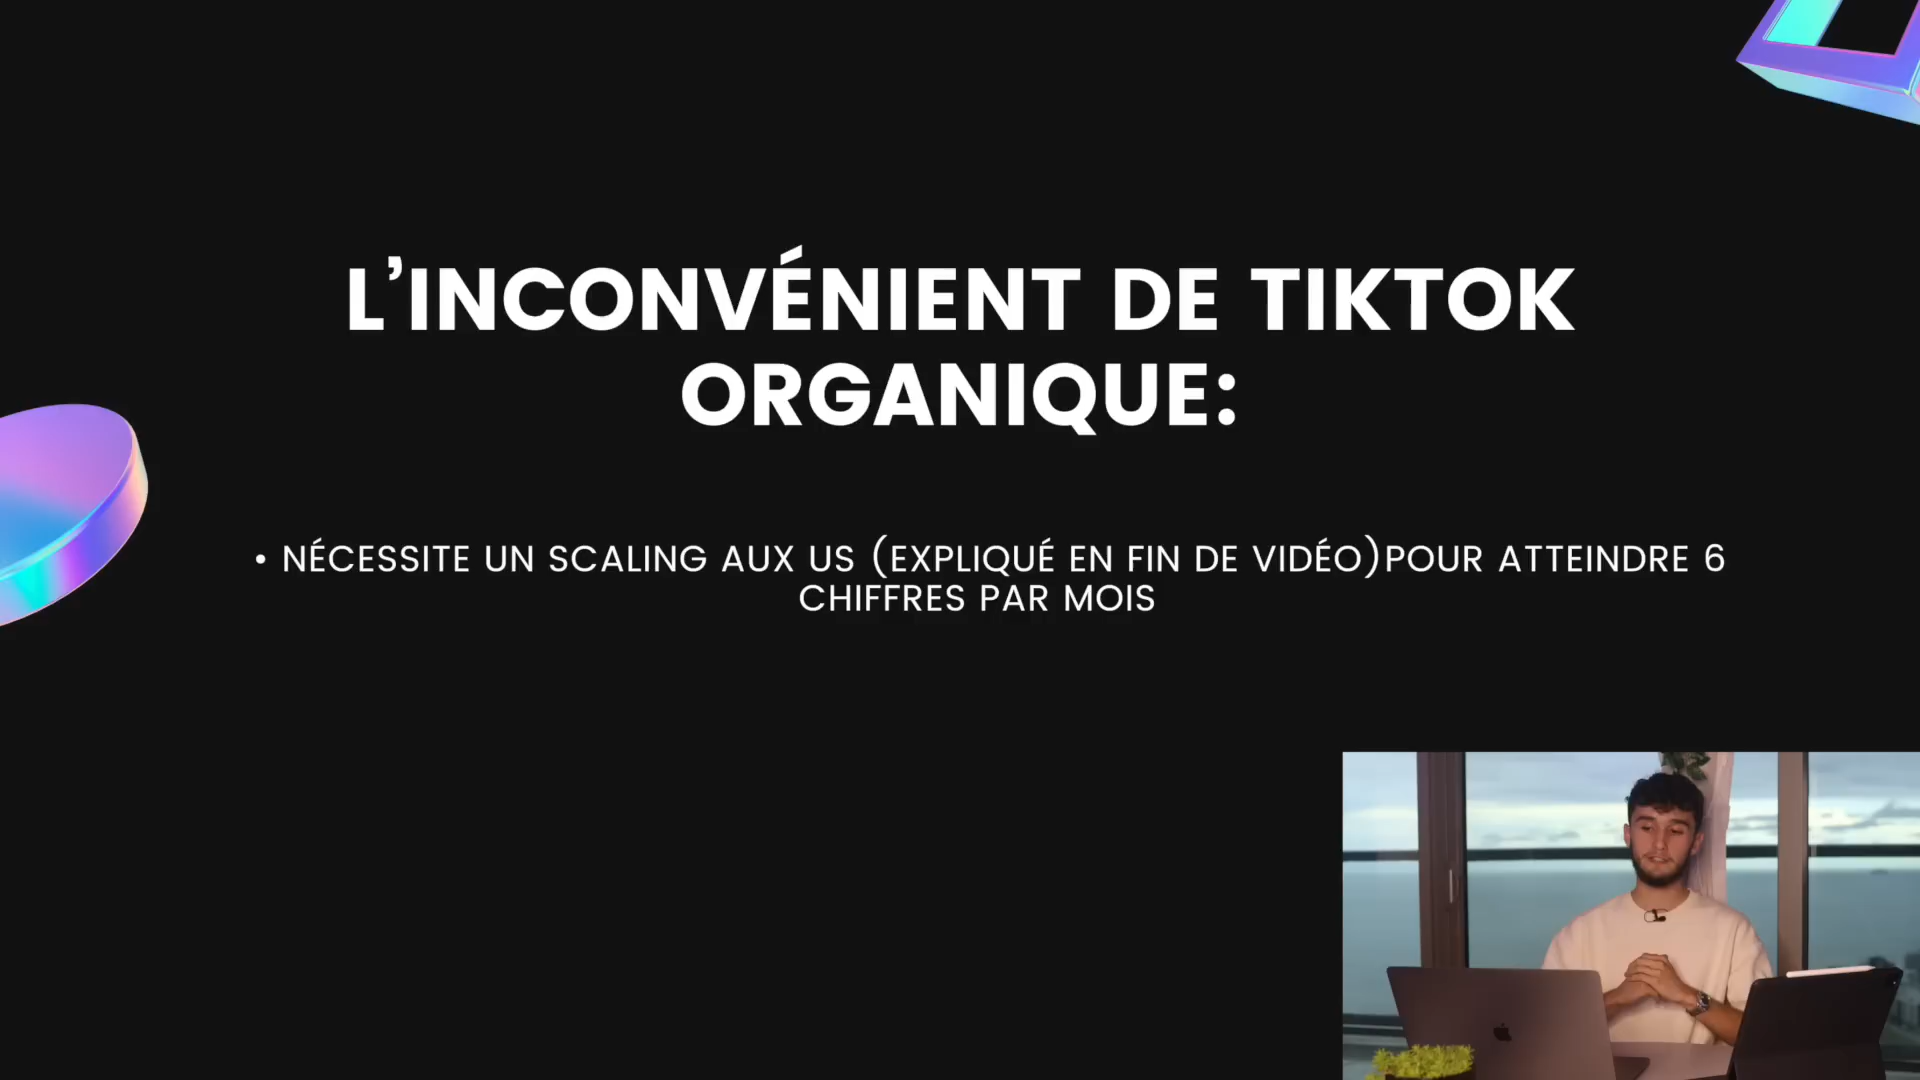 L’INCONVÉNIENT DE TIKTOK
ORGANIQUE:
• NÉCESSITE UN SCALING AUX US (EXPLIQUÉ EN FIN DE VIDÉO)POUR ATTEINDRE 6
CHIFFRES PAR MOIS